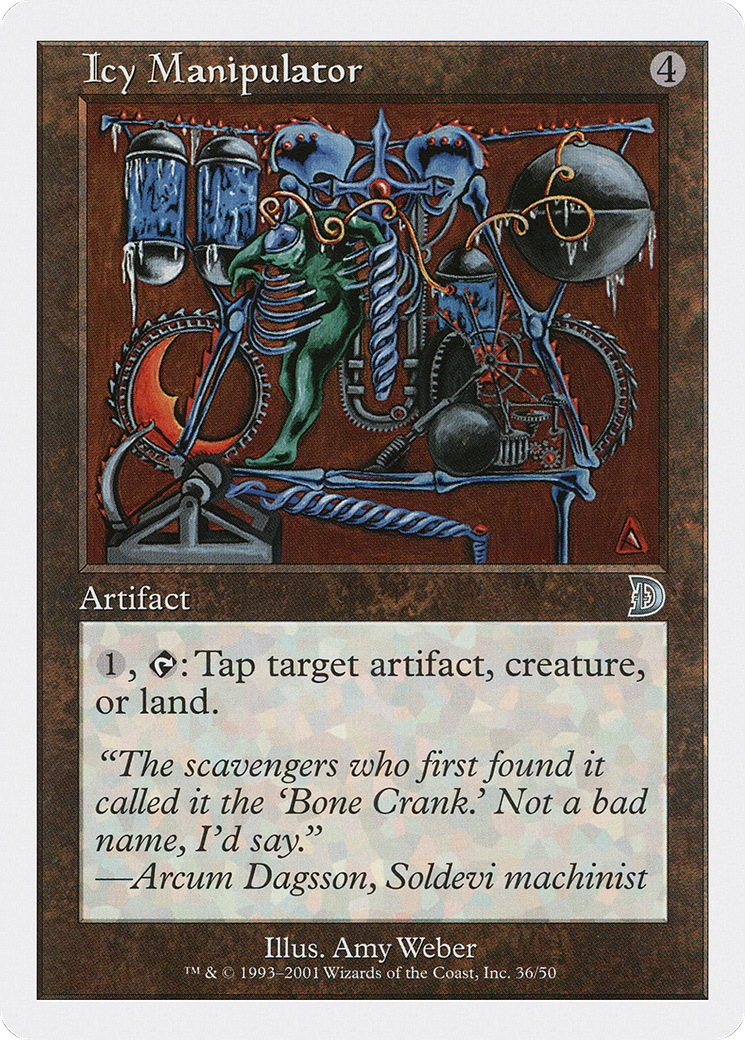 Icy Manipulator
4
Artifact
1, : Tap target artifact, creature,
or land.
“The scavengers who first found it
called it the ‘Bone Crank.’ Not a bad
name, I’d say.”
—Arcum Dagsson, Soldevi machinist
Illus. Amy Weber
™ & © 1993–2001 Wizards of the Coast, Inc. 36/50